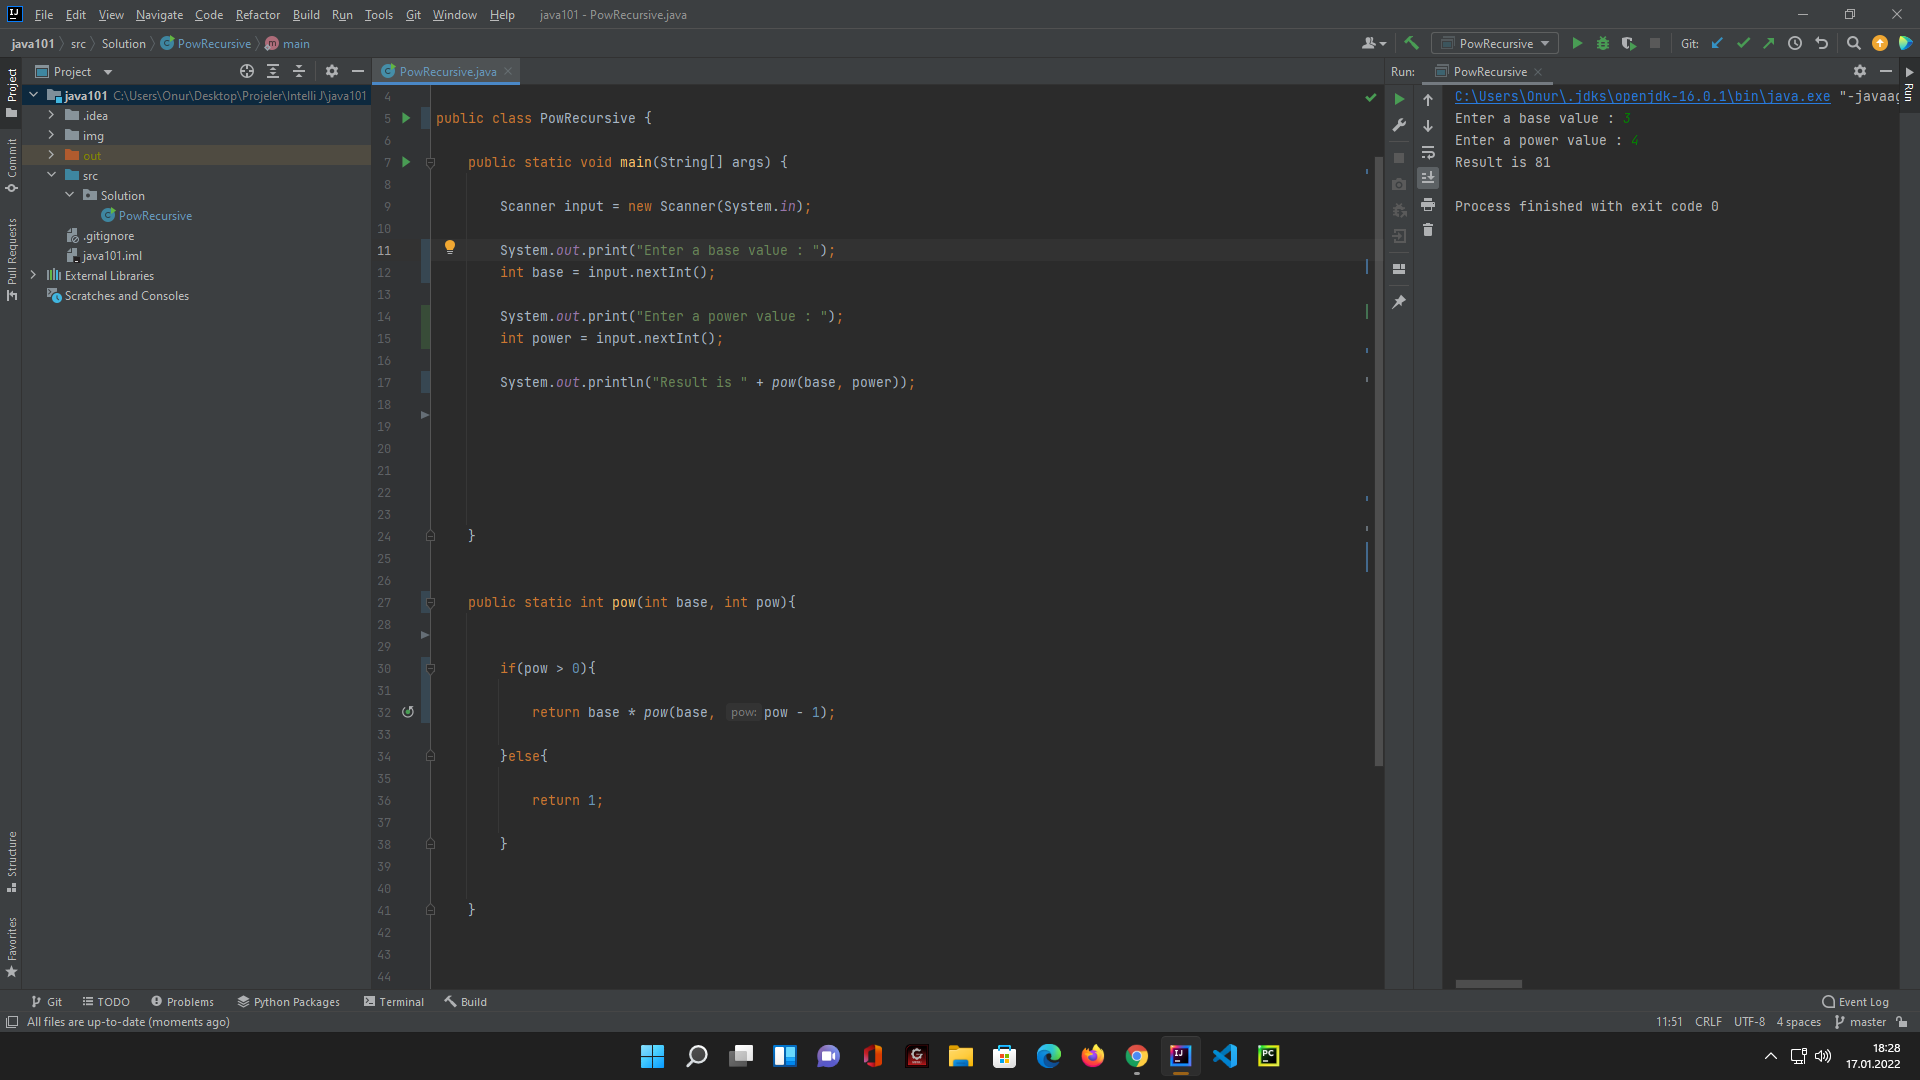 File Edit View Navigate Code Refactor Build Run Tools Git Window Help java101 - PowRecursive.java
java101 src Solution PowRecursive main
PowRecursive Git:
Project
PowRecursive.java
Run: PowRecursive
Project
Commit
Pull Requests
Structure
Favorites
java101 C:\Users\Onur\Desktop\Projeler\Intelli J\java101
.idea
img
out
src
Solution
PowRecursive
.gitignore
java101.iml
External Libraries
Scratches and Consoles
4
5 public class PowRecursive {
6
7 public static void main(String[] args) {
8
9 Scanner input = new Scanner(System.in);
10
11 System.out.print("Enter a base value : ");
12 int base = input.nextInt();
13
14 System.out.print("Enter a power value : ");
15 int power = input.nextInt();
16
17 System.out.println("Result is " + pow(base, power));
18
19
20
21
22
23
24 }
25
26
27 public static int pow(int base, int pow){
28
29
30 if(pow > 0){
31
32 return base * pow(base, pow: pow - 1);
33
34 }else{
35
36 return 1;
37
38 }
39
40
41 }
42
43
44
C:\Users\Onur\.jdks\openjdk-16.0.1\bin\java.exe "-javaag
Enter a base value : 3
Enter a power value : 4
Result is 81
Process finished with exit code 0
Run
Git TODO Problems Python Packages Terminal Build Event Log
All files are up-to-date (moments ago) 11:51 CRLF UTF-8 4 spaces master
18:28
17.01.2022